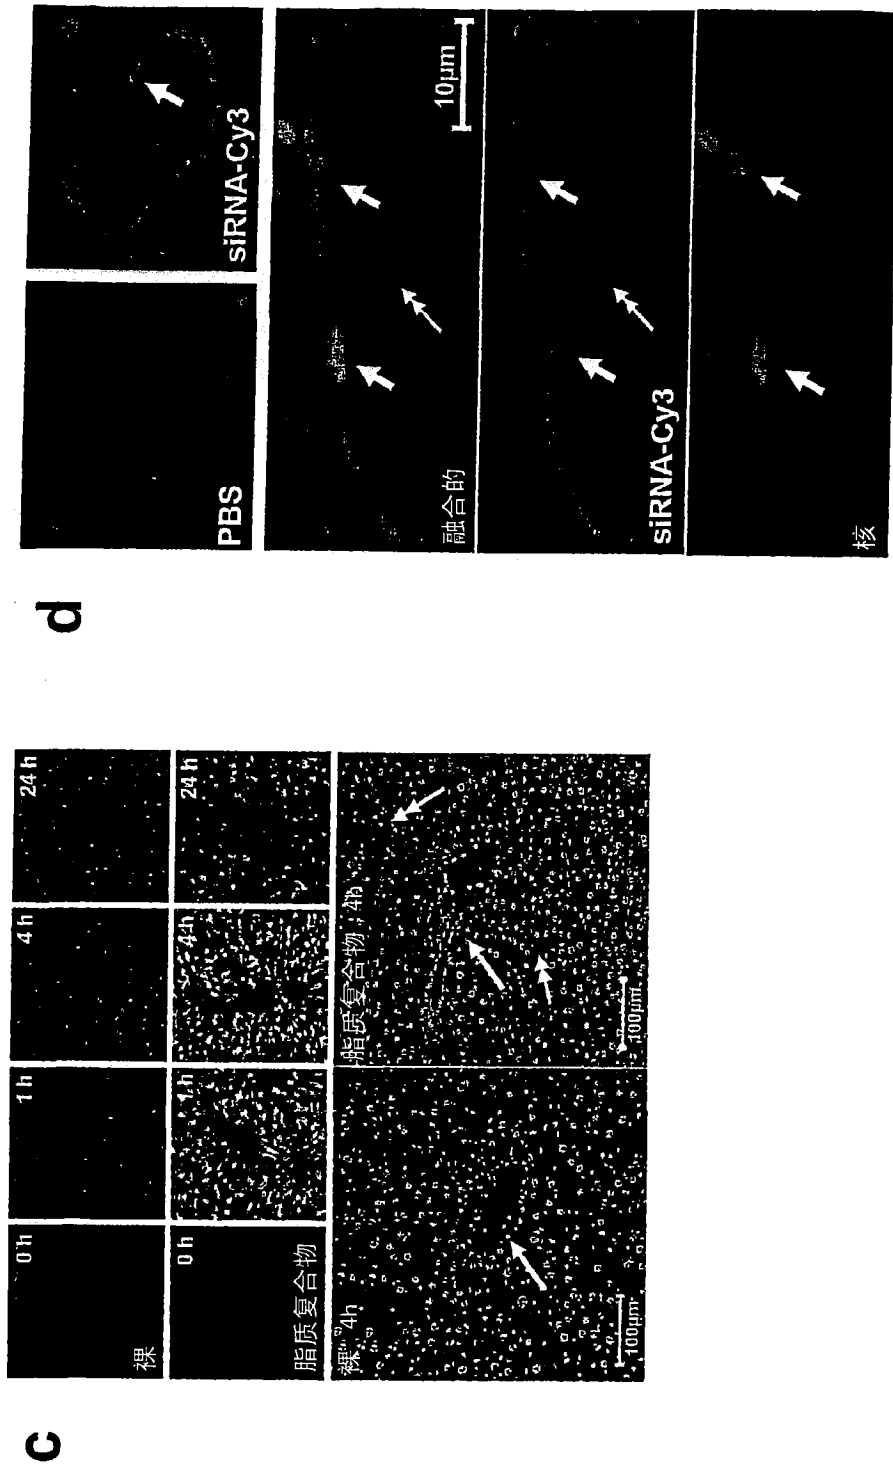 c
0 h
1 h
4 h
24 h
裸
0 h
1 h
4 h
24 h
脂质复合物
裸 4h
100μm
脂质复合物，4h
100μm
d
PBS
siRNA-Cy3
融合的
10μm
siRNA-Cy3
核